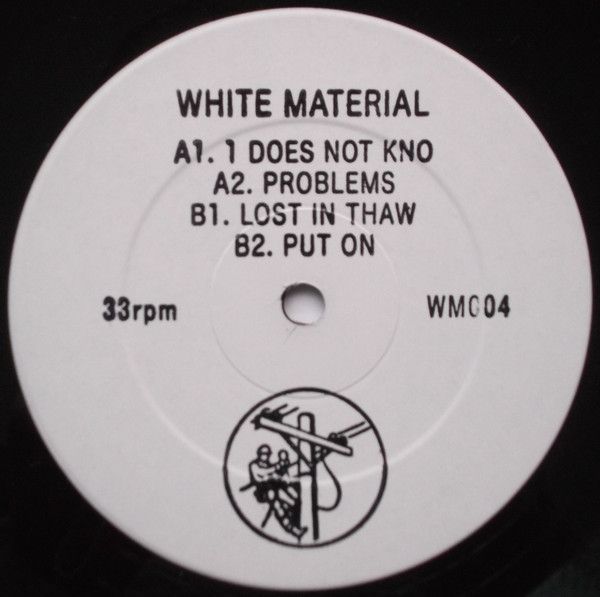 WHITE MATERIAL
A1. 1 DOES NOT KNO
A2. PROBLEMS
B1. LOST IN THAW
B2. PUT ON
33rpm
WM004